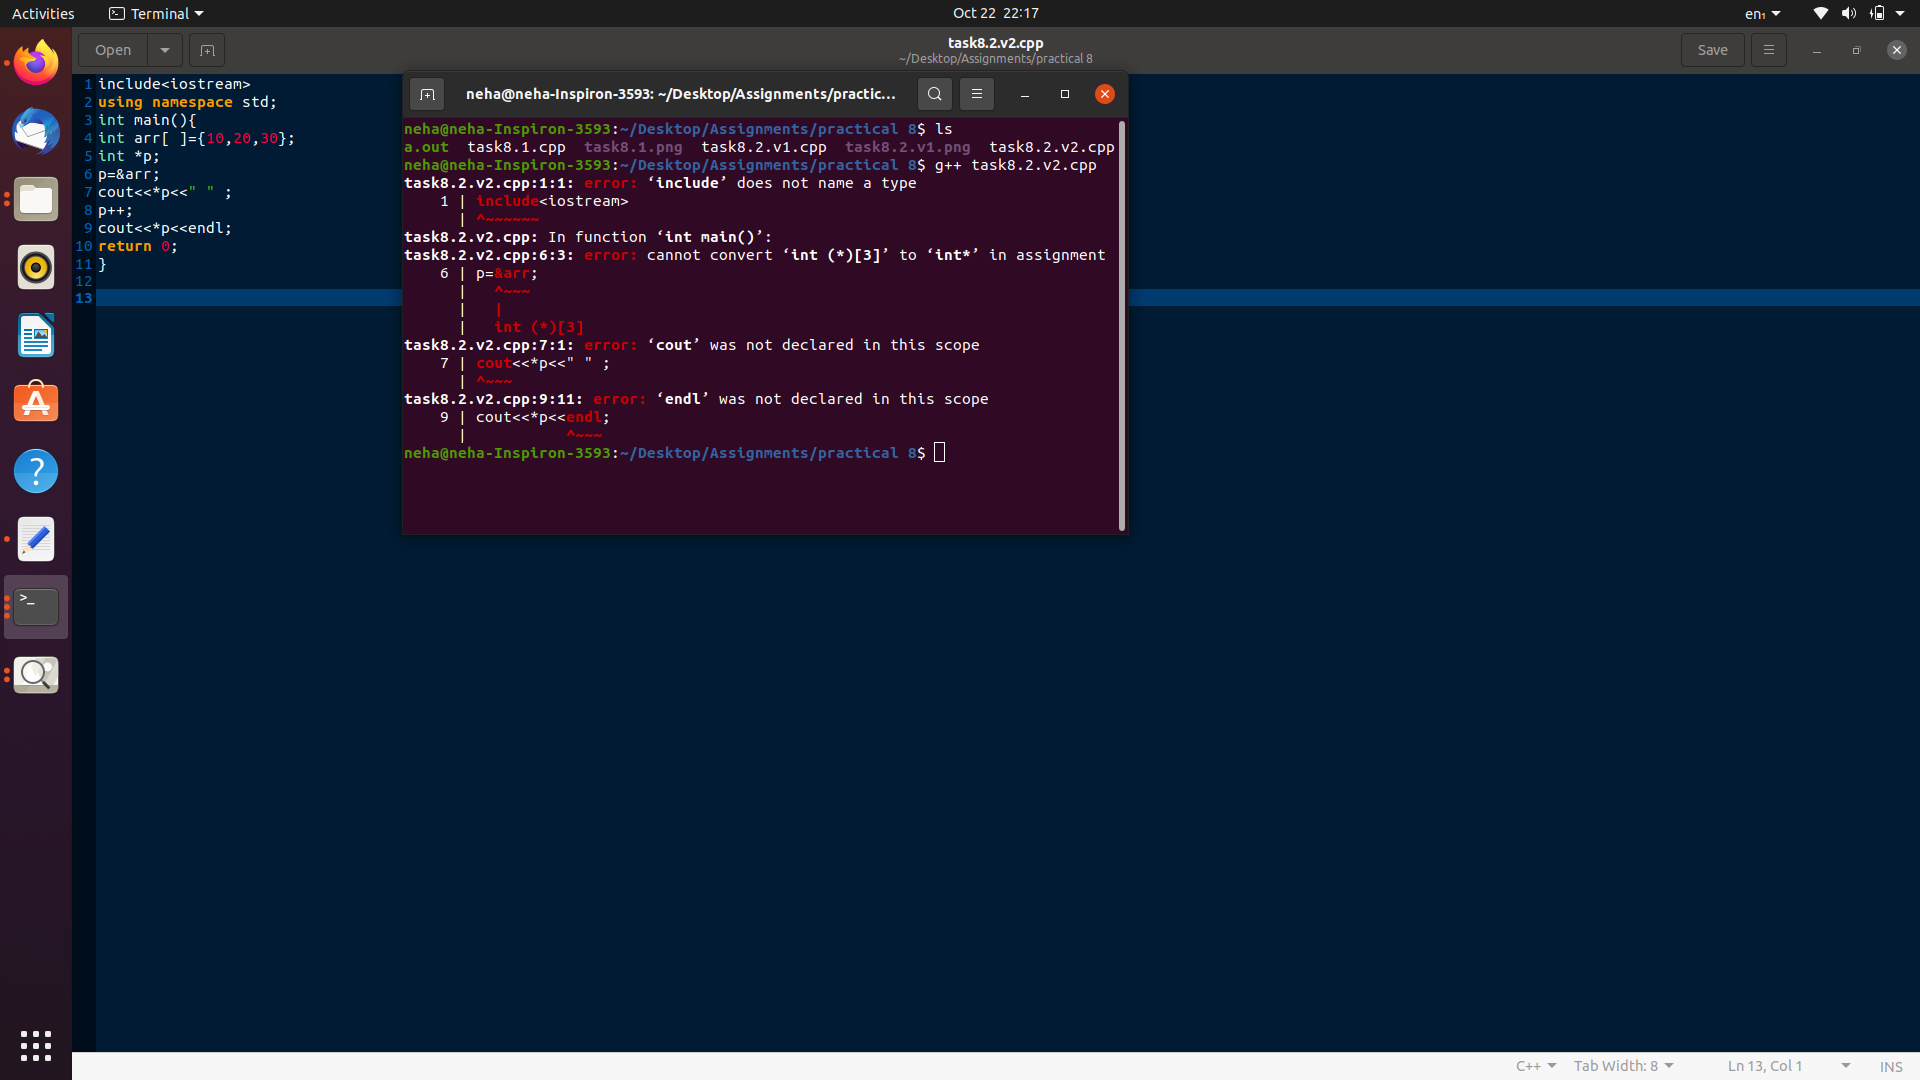 Activities
Terminal
Oct 22 22:17
en₁
Open
task8.2.v2.cpp
~/Desktop/Assignments/practical 8
Save
1 include<iostream>
2 using namespace std;
3 int main(){
4 int arr[ ]={10,20,30};
5 int *p;
6 p=&arr;
7 cout<<*p<<" " ;
8 p++;
9 cout<<*p<<endl;
10 return 0;
11 }
12
13
neha@neha-Inspiron-3593: ~/Desktop/Assignments/practic...
neha@neha-Inspiron-3593:~/Desktop/Assignments/practical 8$ ls
a.out task8.1.cpp task8.1.png task8.2.v1.cpp task8.2.v1.png task8.2.v2.cpp
neha@neha-Inspiron-3593:~/Desktop/Assignments/practical 8$ g++ task8.2.v2.cpp
task8.2.v2.cpp:1:1: error: ‘include’ does not name a type
1 | include<iostream>
| ^~~~~~~
task8.2.v2.cpp: In function ‘int main()’:
task8.2.v2.cpp:6:3: error: cannot convert ‘int (*)[3]’ to ‘int*’ in assignment
6 | p=&arr;
| ^~~~
| |
| int (*)[3]
task8.2.v2.cpp:7:1: error: ‘cout’ was not declared in this scope
7 | cout<<*p<<" " ;
| ^~~~
task8.2.v2.cpp:9:11: error: ‘endl’ was not declared in this scope
9 | cout<<*p<<endl;
| ^~~~
neha@neha-Inspiron-3593:~/Desktop/Assignments/practical 8$
C++
Tab Width: 8
Ln 13, Col 1
INS